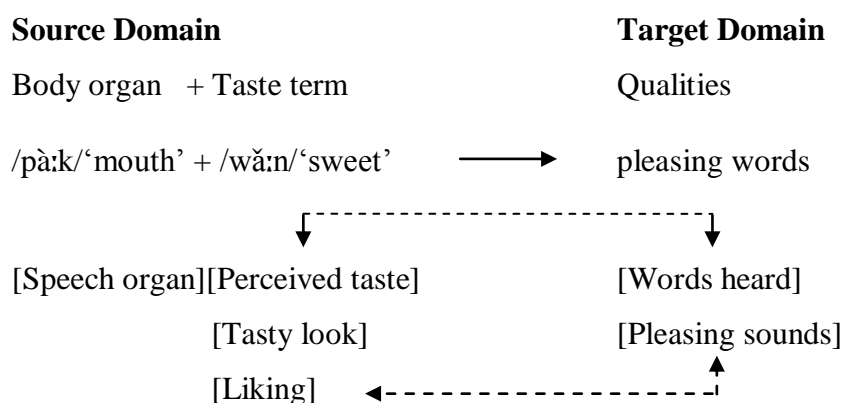 Source Domain Target Domain
Body organ + Taste term Qualities
/pàːk/‘mouth’ + /wǎːn/‘sweet’ pleasing words
[Speech organ][Perceived taste] [Words heard]
[Tasty look] [Pleasing sounds]
[Liking]